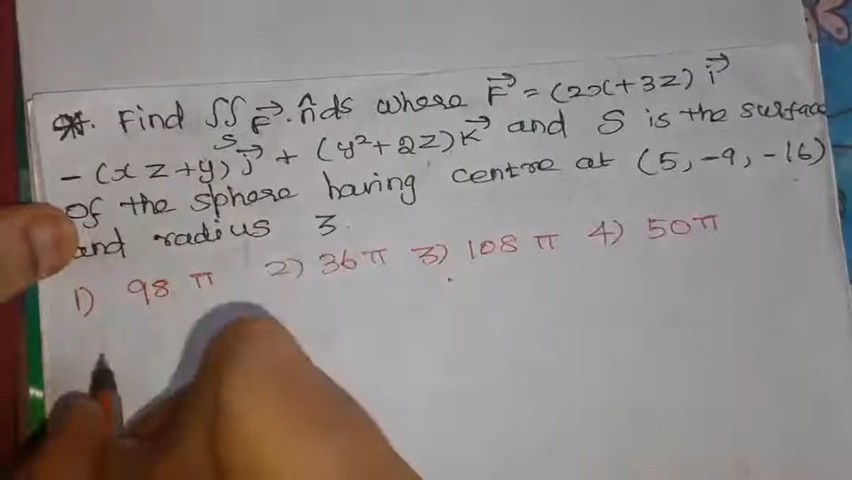 Find ∬ₛ F⃗.n̂ ds where F⃗ = (2x+3z) i⃗
- (xz+y) j⃗ + (y²+2z) k⃗ and S is the surface
of the sphere having centre at (5, -9, -16)
and radius 3.
1) 98 π 2) 36π 3) 108 π 4) 50π